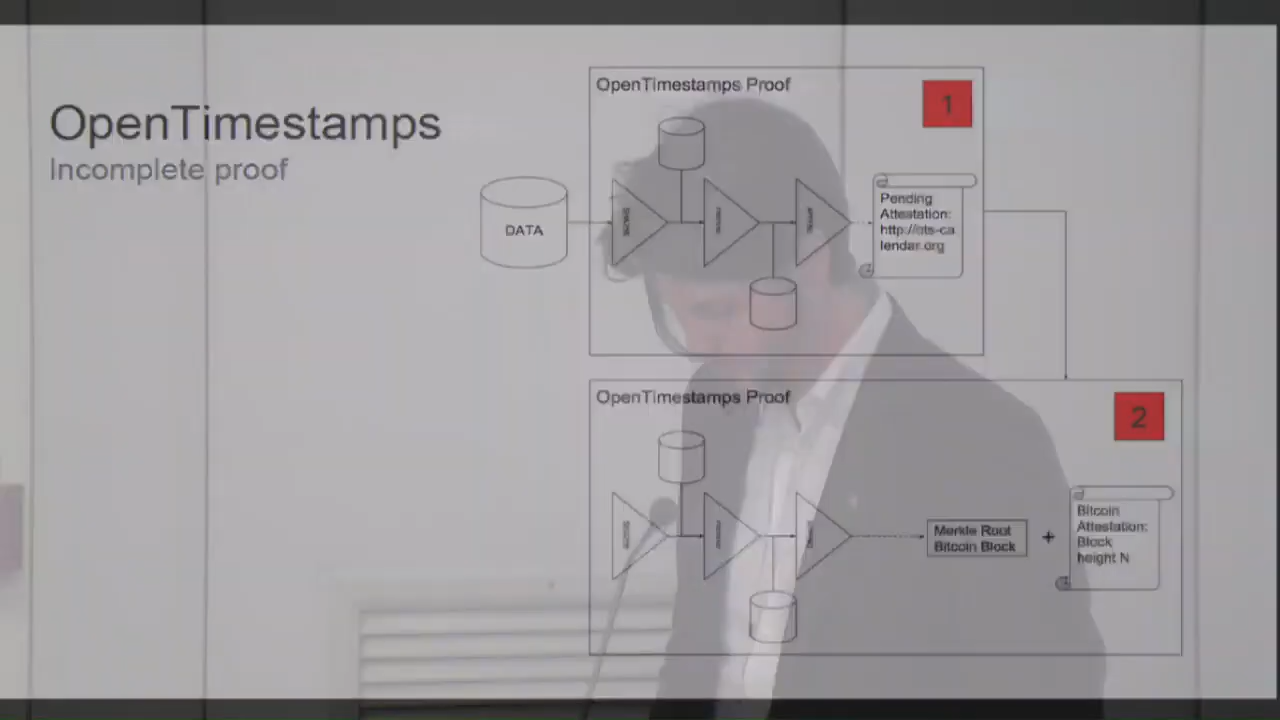 OpenTimestamps
Incomplete proof
DATA
OpenTimestamps Proof
1
Pending
Attestation:
http://ots-ca
lendar.org
OpenTimestamps Proof
2
Merkle Root
Bitcoin Block
+
Bitcoin
Attestation:
Block
height N